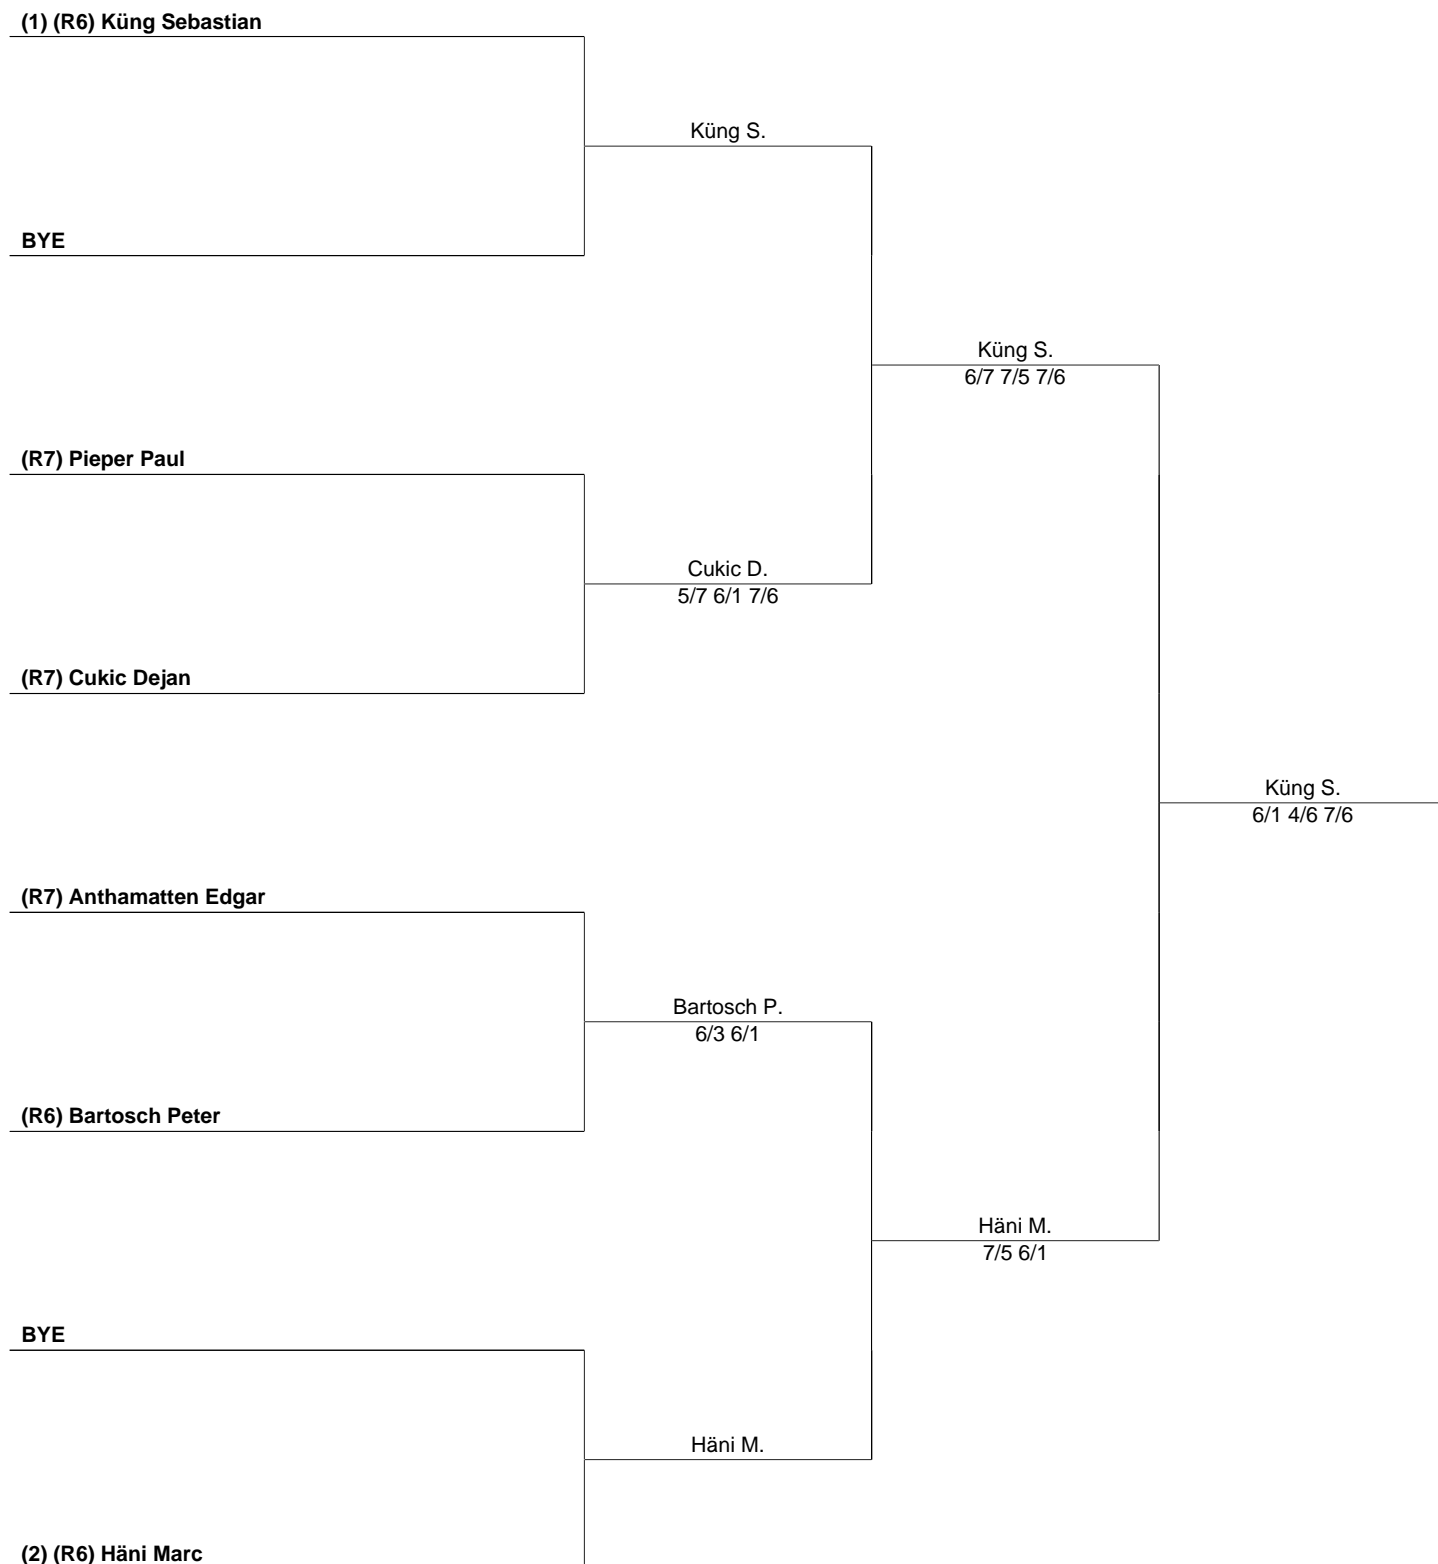 (1) (R6) Küng Sebastian
Küng S.
BYE
Küng S.
6/7 7/5 7/6
(R7) Pieper Paul
Cukic D.
5/7 6/1 7/6
(R7) Cukic Dejan
Küng S.
6/1 4/6 7/6
(R7) Anthamatten Edgar
Bartosch P.
6/3 6/1
(R6) Bartosch Peter
Häni M.
7/5 6/1
BYE
Häni M.
(2) (R6) Häni Marc